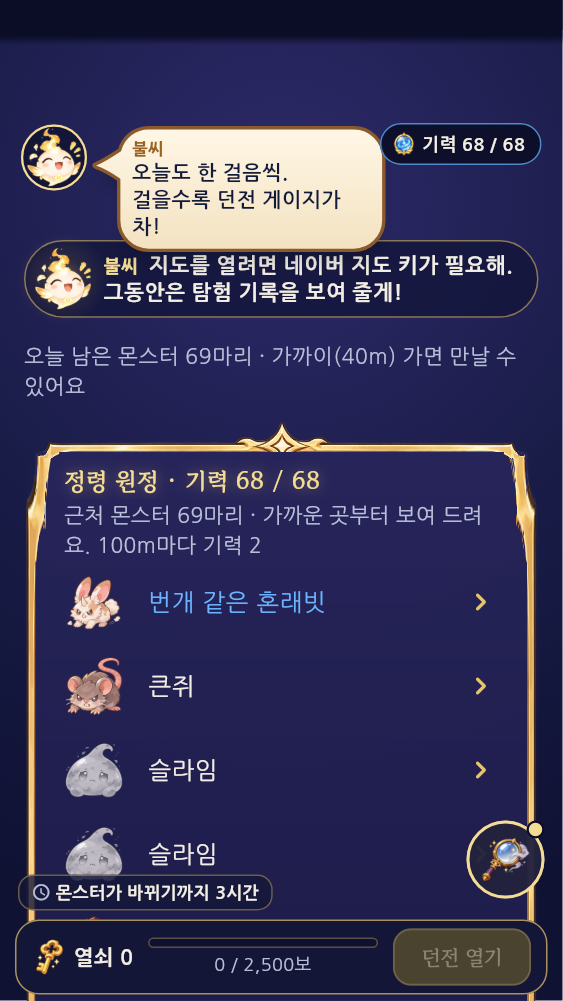 불씨
오늘도 한 걸음씩.
걸을수록 던전 게이지가
차!
기력 68 / 68
불씨 지도를 열려면 네이버 지도 키가 필요해.
그동안은 탐험 기록을 보여 줄게!
오늘 남은 몬스터 69마리 · 가까이(40m) 가면 만날 수
있어요
정령 원정 · 기력 68 / 68
근처 몬스터 69마리 · 가까운 곳부터 보여 드려
요. 100m마다 기력 2
번개 같은 혼래빗
큰쥐
슬라임
슬라임
몬스터가 바뀌기까지 3시간
열쇠 0
0 / 2,500보
던전 열기